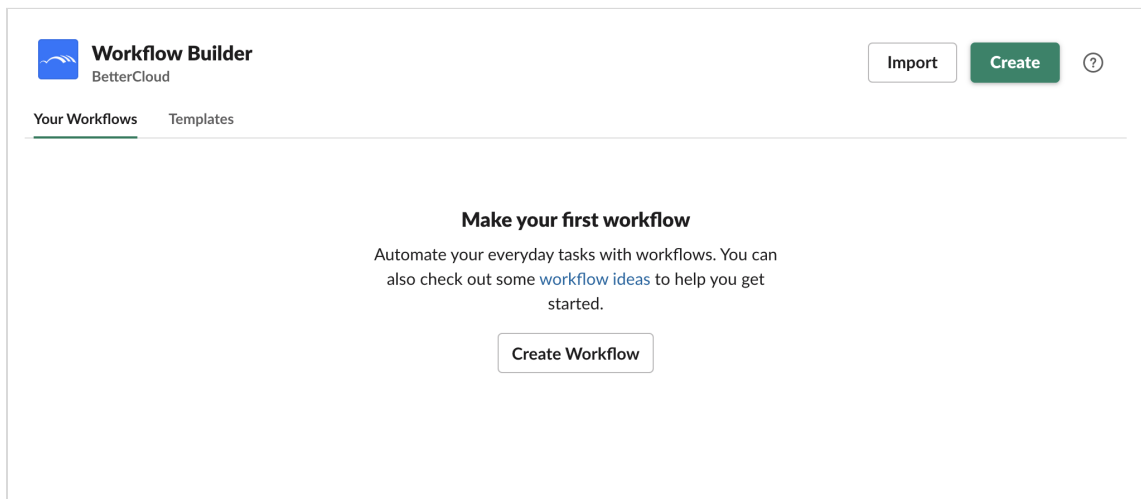 Workflow Builder
BetterCloud
Import
Create
?
Your Workflows
Templates
Make your first workflow
Automate your everyday tasks with workflows. You can
also check out some workflow ideas to help you get
started.
Create Workflow